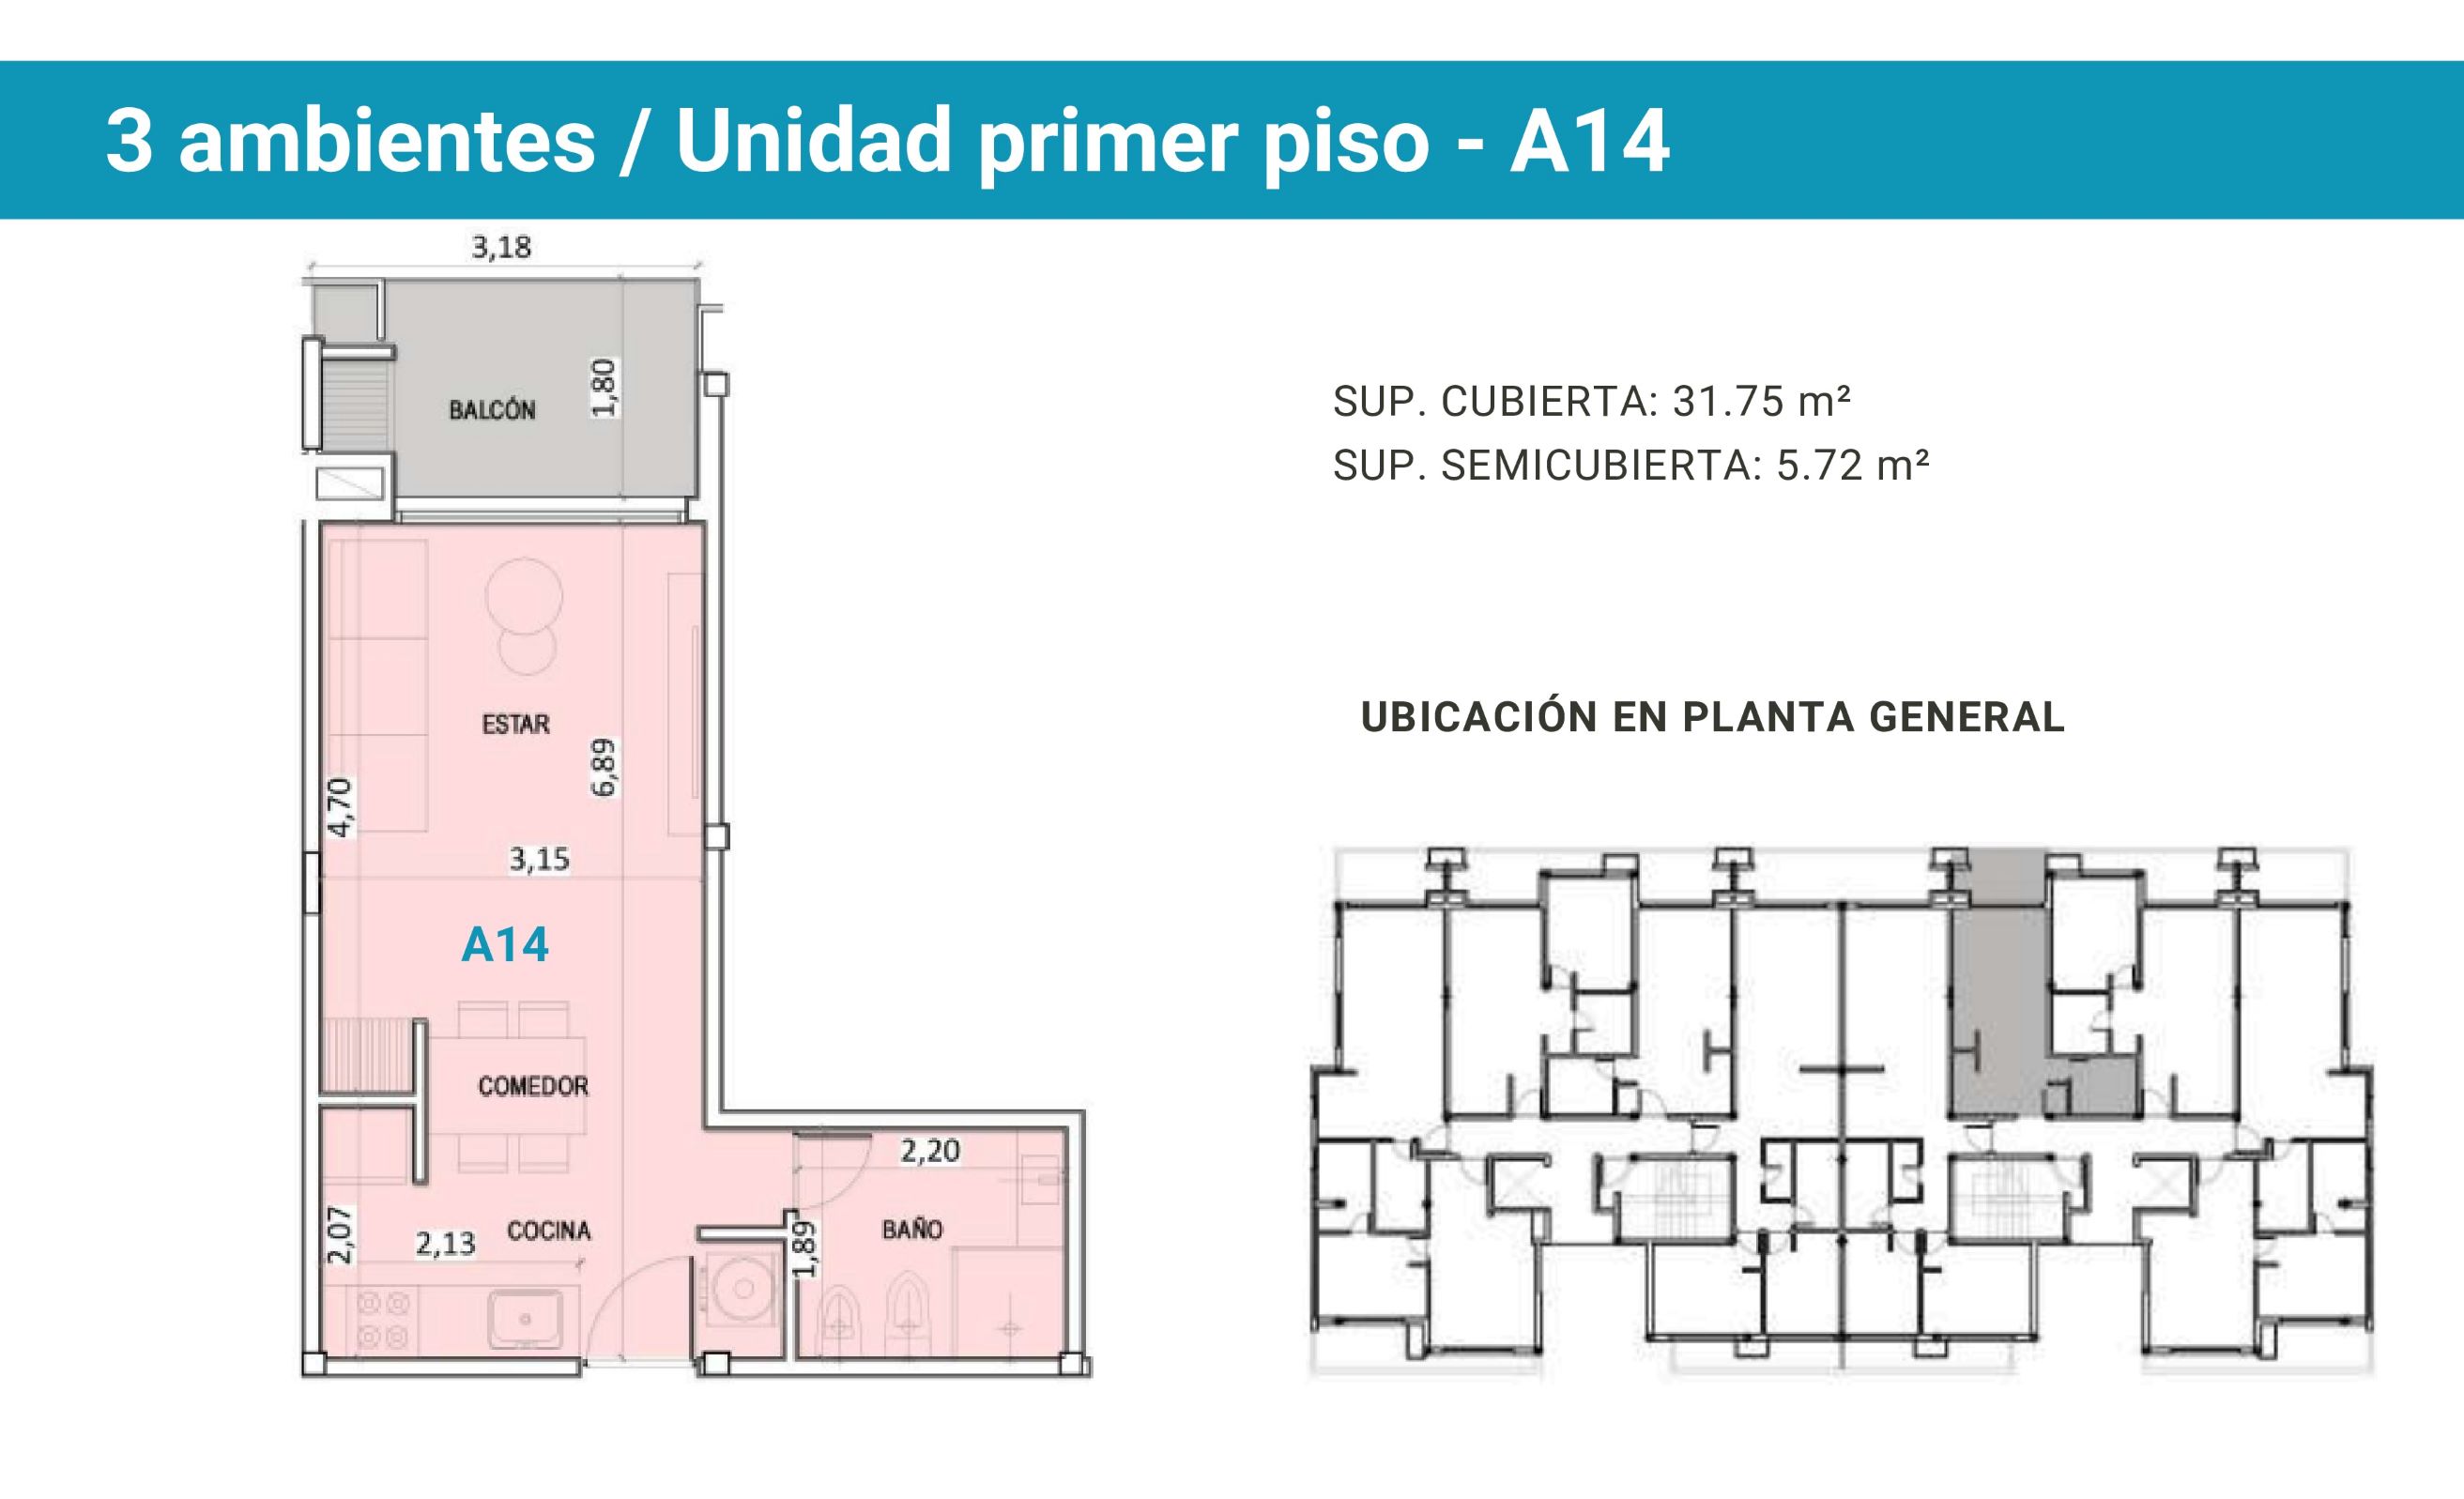 3 ambientes / Unidad primer piso - A14
3,18
1,80
BALCÓN
SUP. CUBIERTA: 31.75 m²
SUP. SEMICUBIERTA: 5.72 m²
ESTAR
6,89
4,70
3,15
UBICACIÓN EN PLANTA GENERAL
A14
COMEDOR
2,20
2,07
2,13
COCINA
1,89
BAÑO